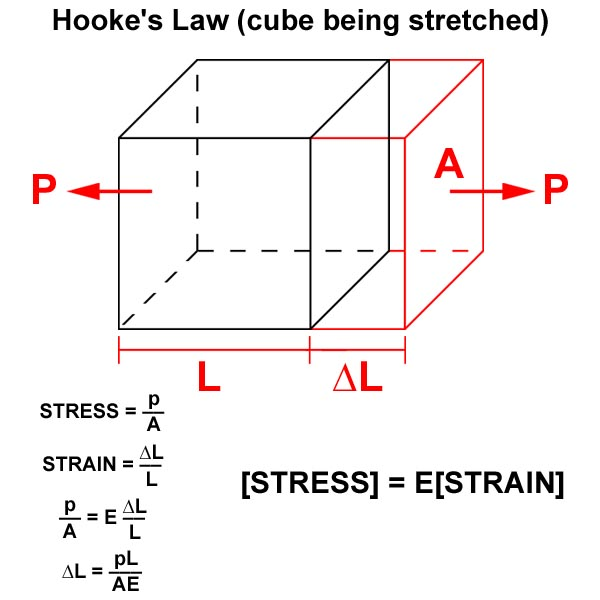 Hooke's Law (cube being stretched)
A
P
P
L
ΔL
STRESS = p/A
STRAIN = ΔL/L
p/A = E ΔL/L
ΔL = pL/AE
[STRESS] = E[STRAIN]